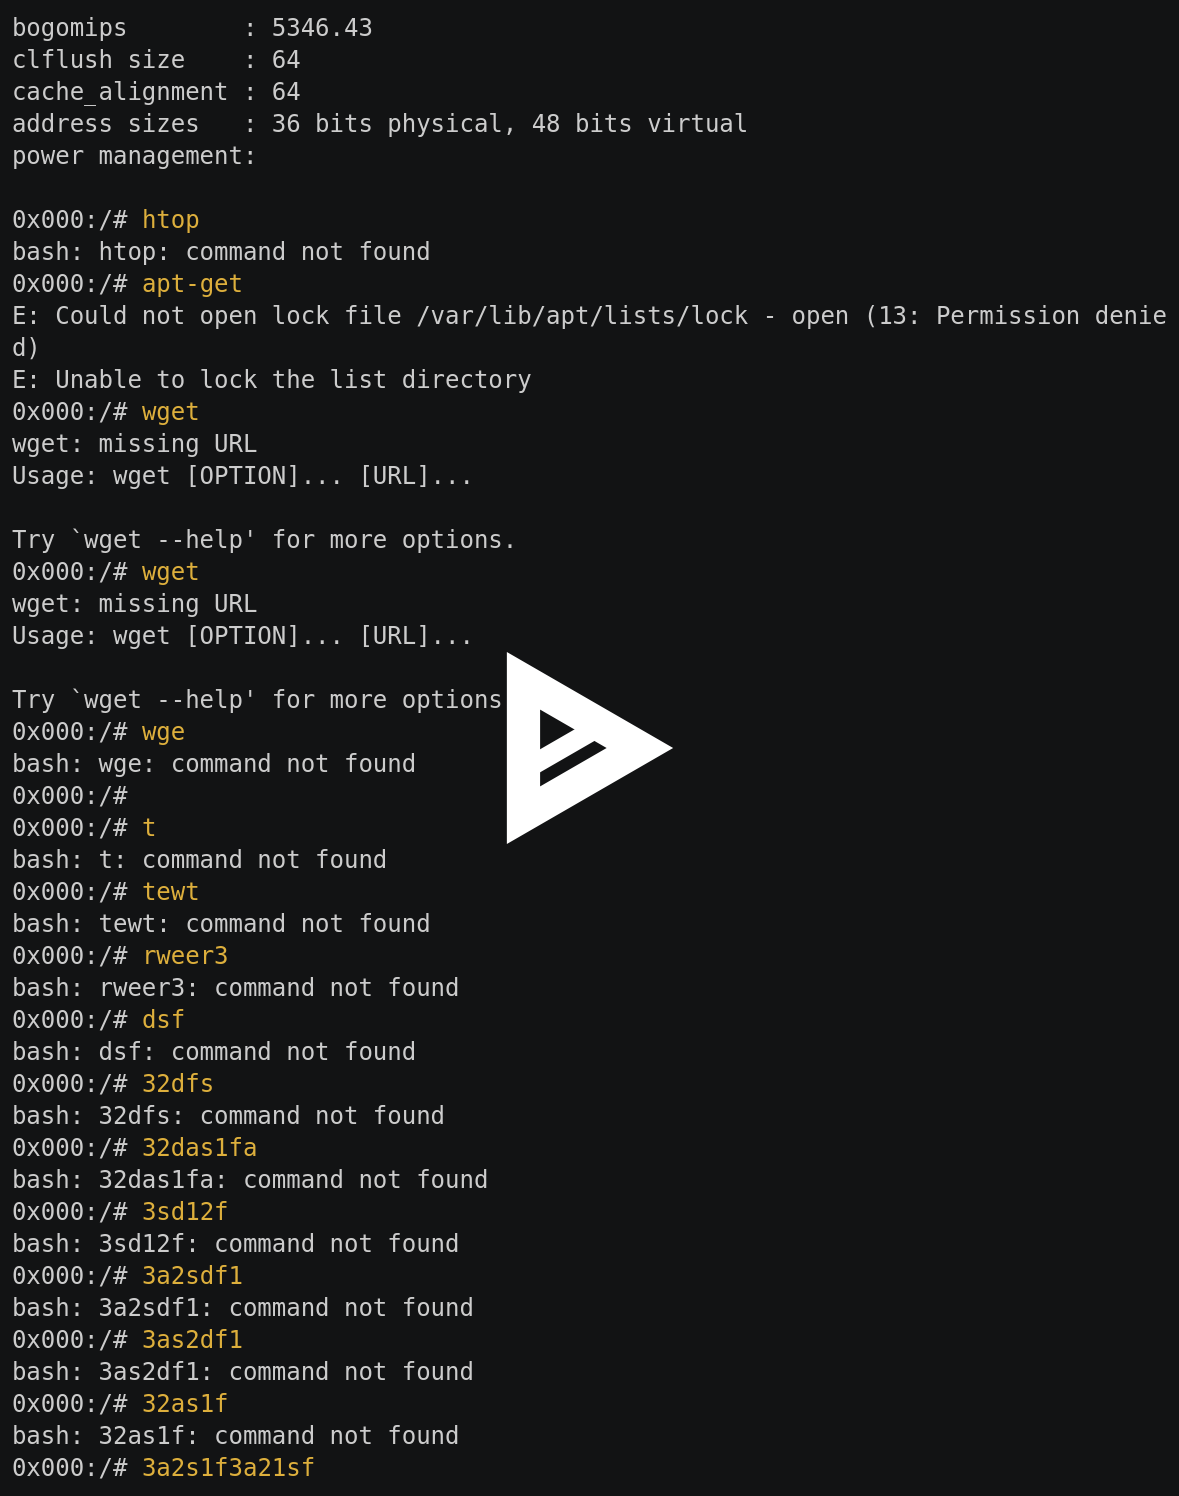 bogomips        : 5346.43
clflush size    : 64
cache_alignment : 64
address sizes   : 36 bits physical, 48 bits virtual
power management:

0x000:/# htop
bash: htop: command not found
0x000:/# apt-get
E: Could not open lock file /var/lib/apt/lists/lock - open (13: Permission denie
d)
E: Unable to lock the list directory
0x000:/# wget
wget: missing URL
Usage: wget [OPTION]... [URL]...

Try `wget --help' for more options.
0x000:/# wget
wget: missing URL
Usage: wget [OPTION]... [URL]...

Try `wget --help' for more options
0x000:/# wge
bash: wge: command not found
0x000:/#
0x000:/# t
bash: t: command not found
0x000:/# tewt
bash: tewt: command not found
0x000:/# rweer3
bash: rweer3: command not found
0x000:/# dsf
bash: dsf: command not found
0x000:/# 32dfs
bash: 32dfs: command not found
0x000:/# 32das1fa
bash: 32das1fa: command not found
0x000:/# 3sd12f
bash: 3sd12f: command not found
0x000:/# 3a2sdf1
bash: 3a2sdf1: command not found
0x000:/# 3as2df1
bash: 3as2df1: command not found
0x000:/# 32as1f
bash: 32as1f: command not found
0x000:/# 3a2s1f3a21sf